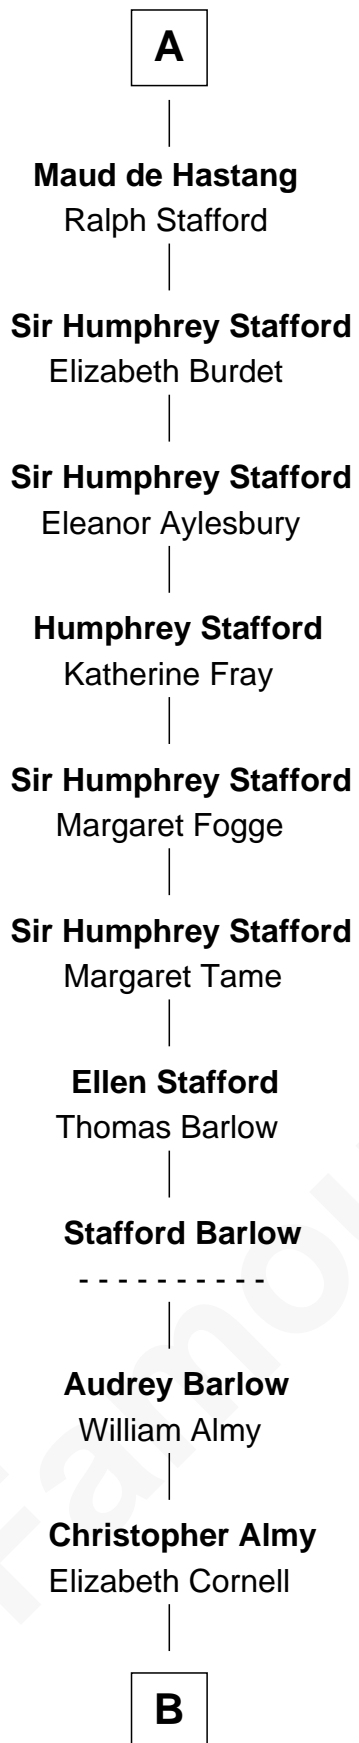 A
Maud de Hastang
Ralph Stafford
Sir Humphrey Stafford
Elizabeth Burdet
Sir Humphrey Stafford
Eleanor Aylesbury
Humphrey Stafford
Katherine Fray
Sir Humphrey Stafford
Margaret Fogge
Sir Humphrey Stafford
Margaret Tame
Ellen Stafford
Thomas Barlow
Stafford Barlow
- - - - - - - - - -
Audrey Barlow
William Almy
Christopher Almy
Elizabeth Cornell
B
Famou